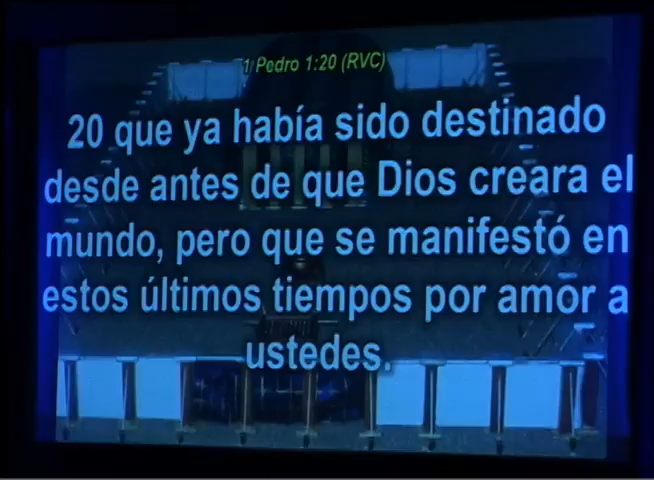 1 Pedro 1:20 (RVC)
20 que ya había sido destinado
desde antes de que Dios creara el
mundo, pero que se manifestó en
estos últimos tiempos por amor a
ustedes.